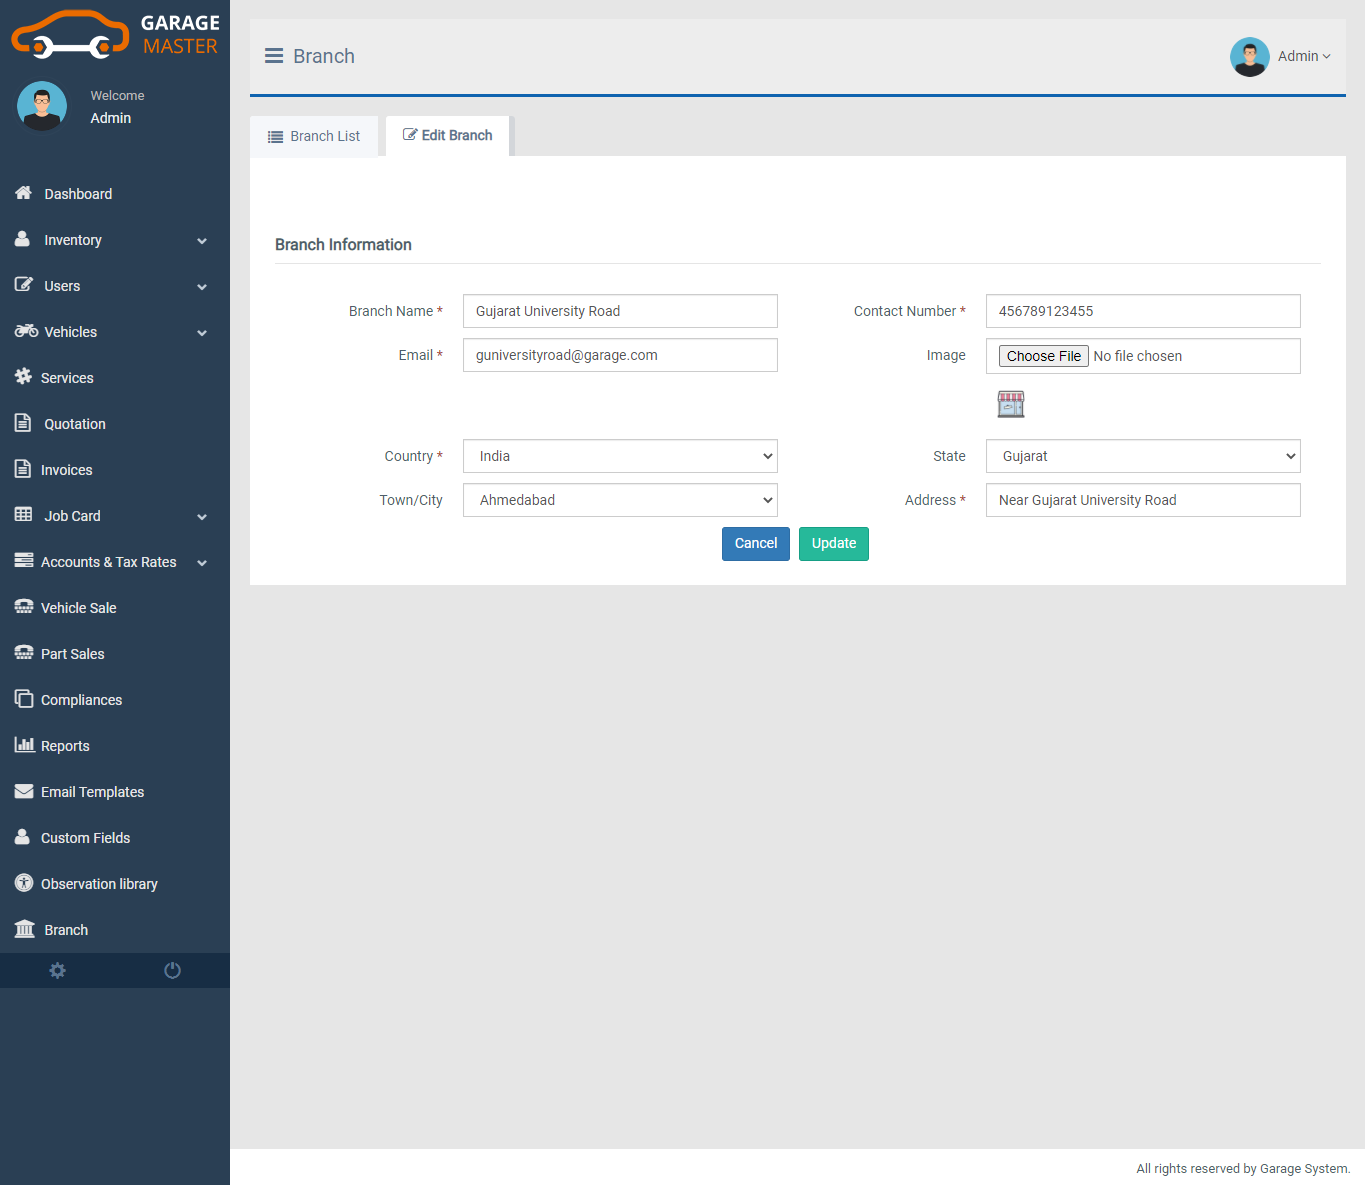 GARAGE
MASTER
Welcome
Admin
Dashboard
Inventory
Users
Vehicles
Services
Quotation
Invoices
Job Card
Accounts & Tax Rates
Vehicle Sale
Part Sales
Compliances
Reports
Email Templates
Custom Fields
Observation library
Branch
Branch
Admin
Branch List
Edit Branch
Branch Information
Branch Name * Gujarat University Road
Contact Number * 456789123455
Email * guniversityroad@garage.com
Image Choose File No file chosen
Country * India
State Gujarat
Town/City Ahmedabad
Address * Near Gujarat University Road
Cancel Update
All rights reserved by Garage System.